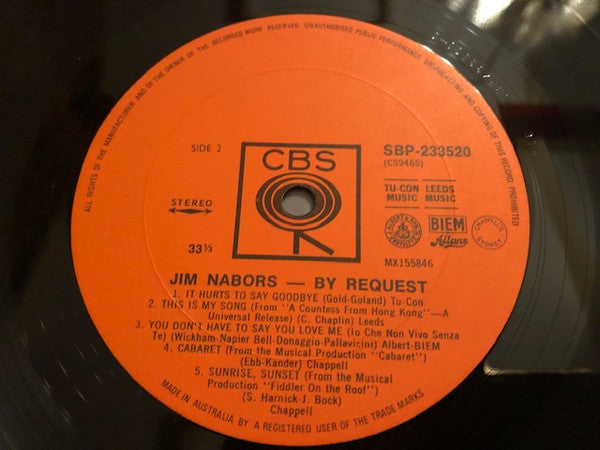 ALL RIGHTS OF THE MANUFACTURER AND OF THE OWNER OF THE RECORDED WORK RESERVED. UNAUTHORISED PUBLIC PERFORMANCE, BROADCASTING AND COPYING OF THIS RECORD PROHIBITED
SIDE 2
CBS
SBP-233520
(CS9465)
STEREO
TU-CON LEEDS
MUSIC MUSIC
BIEM
Allans
CHAPPELL'S
SYDNEY
33⅓
MX155846
JIM NABORS — BY REQUEST
1. IT HURTS TO SAY GOODBYE (Gold-Goland) Tu-Con
2. THIS IS MY SONG (From "A Countess From Hong Kong"—A
Universal Release) (C. Chaplin) Leeds
3. YOU DON'T HAVE TO SAY YOU LOVE ME (Io Che Non Vivo Senza
Te) (Wickham-Napier Bell-Donaggio-Pallavicini) Albert-BIEM
4. CABARET (From the Musical Production "Cabaret")
(Ebb-Kander) Chappell
5. SUNRISE, SUNSET (From the Musical
Production "Fiddler On the Roof")
(S. Harnick-J. Bock)
Chappell
MADE IN AUSTRALIA BY A REGISTERED USER OF THE TRADE MARKS